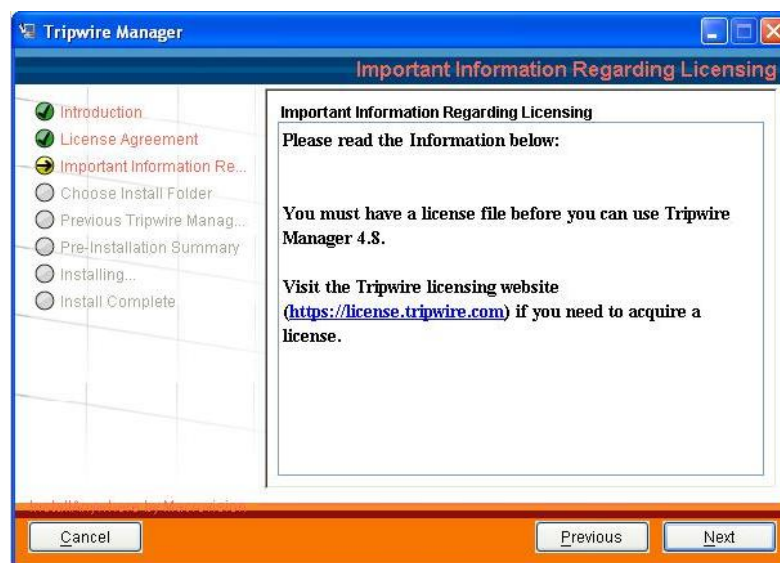 Tripwire Manager
Important Information Regarding Licensing
Introduction
License Agreement
Important Information Re...
Choose Install Folder
Previous Tripwire Manag...
Pre-Installation Summary
Installing...
Install Complete
Important Information Regarding Licensing
Please read the Information below:
You must have a license file before you can use Tripwire
Manager 4.8.
Visit the Tripwire licensing website
(https://license.tripwire.com) if you need to acquire a
license.
InstallAnywhere by Macrovision
Cancel
Previous
Next